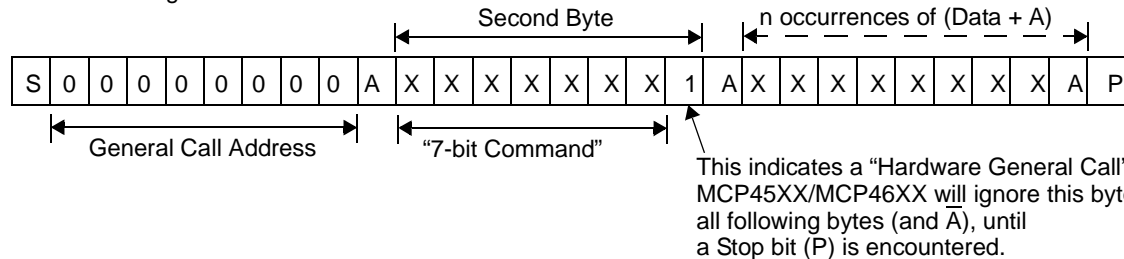 Second Byte
n occurrences of (Data + A)
S 0 0 0 0 0 0 0 0 A X X X X X X X 1 A X X X X X X X X A P
General Call Address
“7-bit Command”
This indicates a “Hardware General Call”
MCP45XX/MCP46XX will ignore this byte
all following bytes (and A̅), until
a Stop bit (P) is encountered.